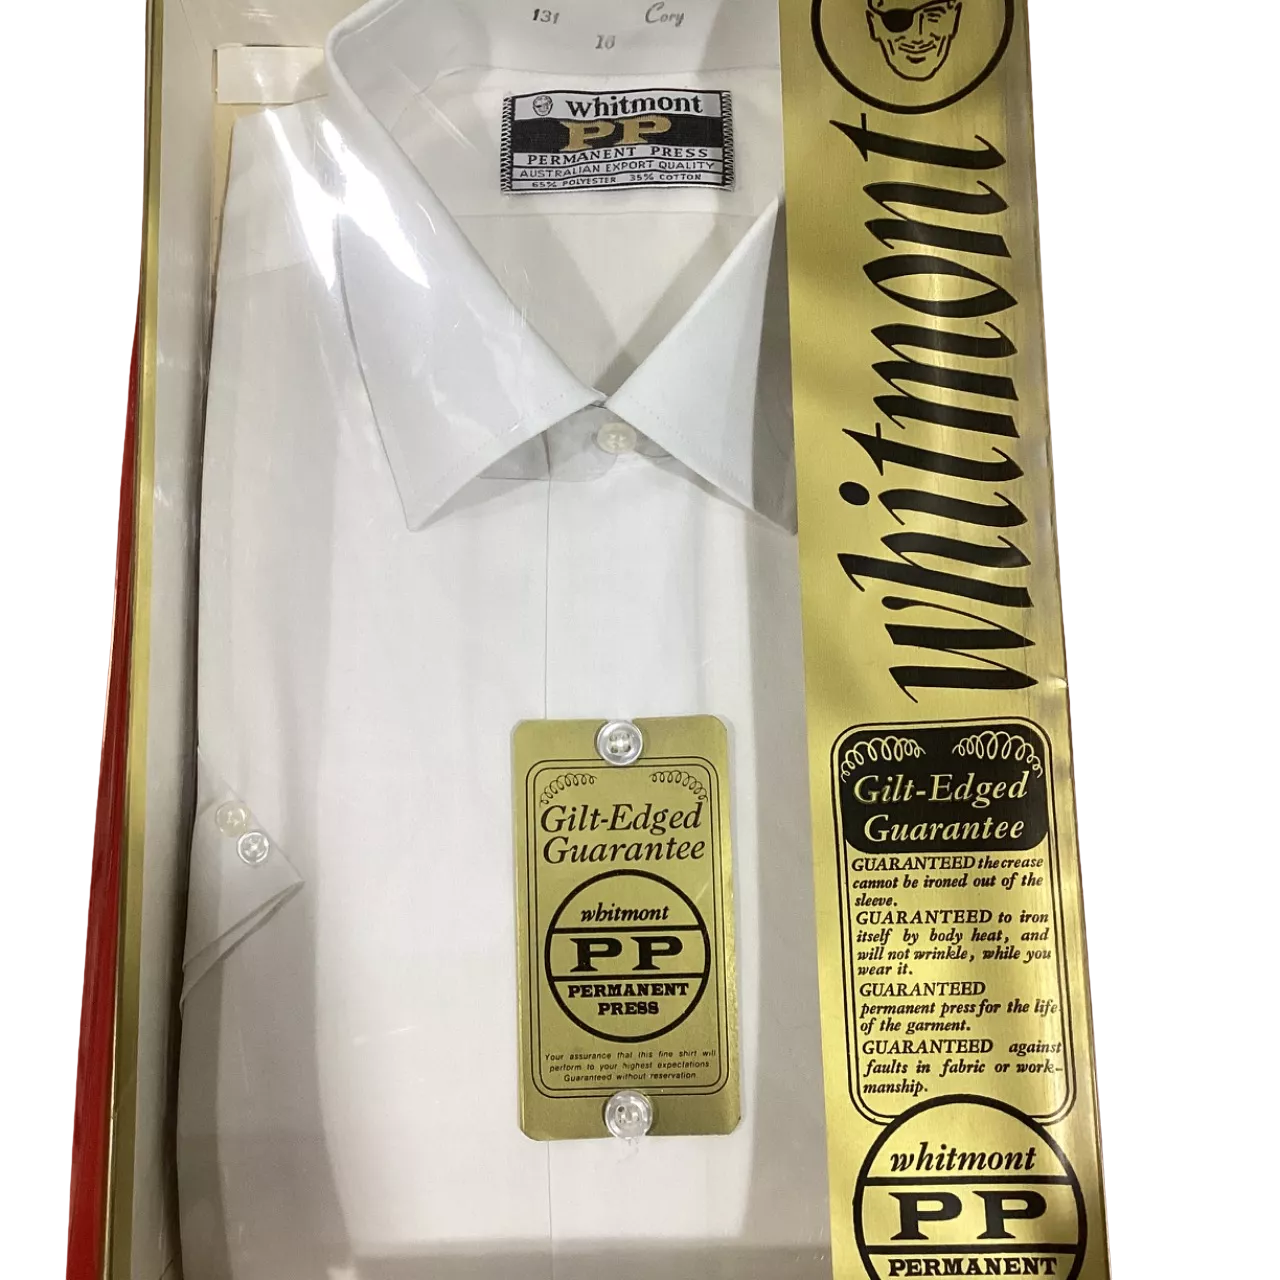 131 Cory
16
whitmont
PP
PERMANENT PRESS
AUSTRALIAN EXPORT QUALITY
65% POLYESTER 35% COTTON
whitmont
Gilt-Edged
Guarantee
whitmont
PP
PERMANENT
PRESS
Your assurance that this fine shirt will
perform to your highest expectations
Guaranteed without reservation.
Gilt-Edged
Guarantee
GUARANTEED the crease
cannot be ironed out of the
sleeve.
GUARANTEED to iron
itself by body heat, and
will not wrinkle, while you
wear it.
GUARANTEED
permanent press for the life
of the garment.
GUARANTEED against
faults in fabric or work-
manship.
whitmont
PP
PERMANENT